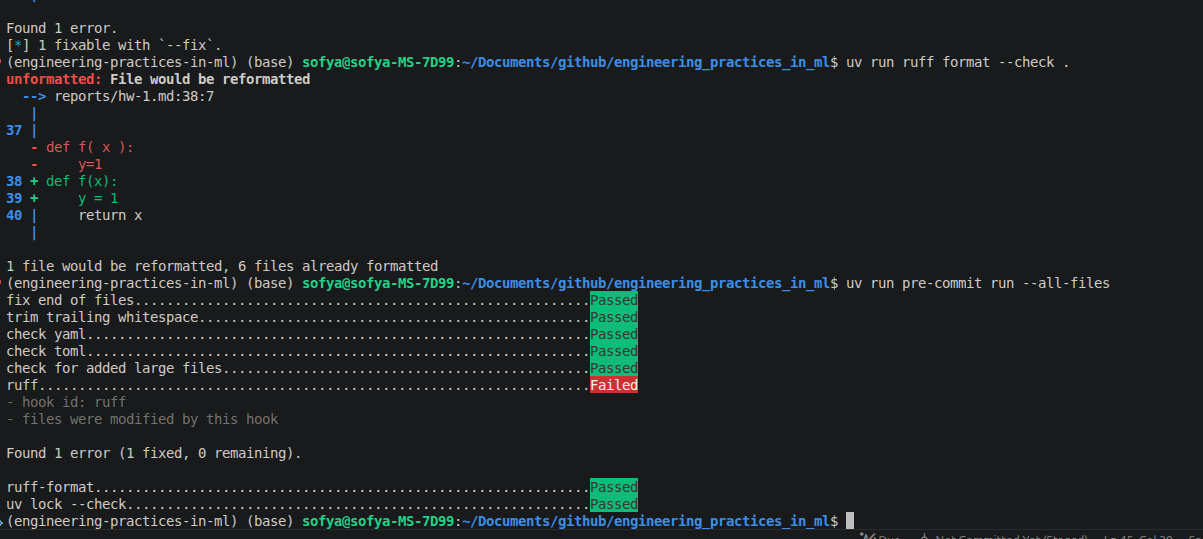 Found 1 error.
[*] 1 fixable with `--fix`.
(engineering-practices-in-ml) (base) sofya@sofya-MS-7D99:~/Documents/github/engineering_practices_in_ml$ uv run ruff format --check .
unformatted: File would be reformatted
--> reports/hw-1.md:38:7
|
37 |
- def f( x ):
-     y=1
38 + def f(x):
39 +     y = 1
40 |     return x
|
1 file would be reformatted, 6 files already formatted
(engineering-practices-in-ml) (base) sofya@sofya-MS-7D99:~/Documents/github/engineering_practices_in_ml$ uv run pre-commit run --all-files
fix end of files.........................................................Passed
trim trailing whitespace.................................................Passed
check yaml...............................................................Passed
check toml...............................................................Passed
check for added large files..............................................Passed
ruff.....................................................................Failed
- hook id: ruff
- files were modified by this hook
Found 1 error (1 fixed, 0 remaining).
ruff-format..............................................................Passed
uv lock --check..........................................................Passed
(engineering-practices-in-ml) (base) sofya@sofya-MS-7D99:~/Documents/github/engineering_practices_in_ml$